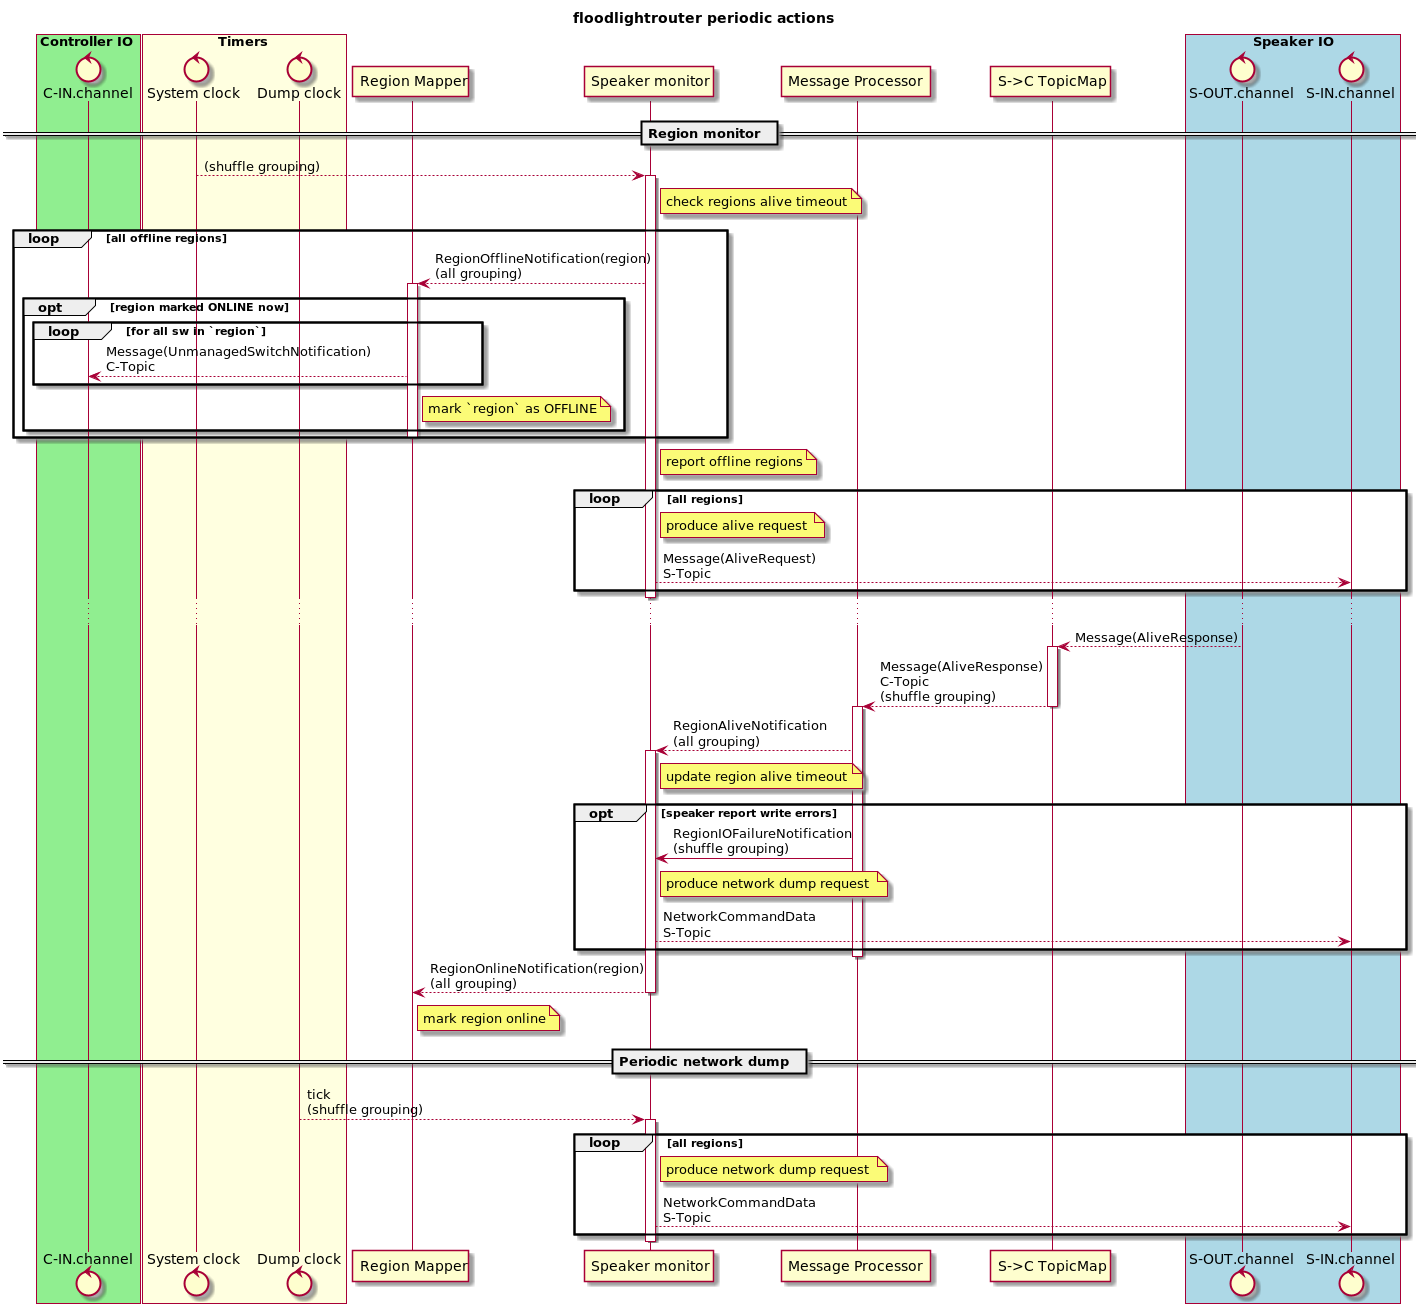 floodlightrouter periodic actions
Controller IO
Timers
Speaker IO
C-IN.channel
System clock
Dump clock
Region Mapper
Speaker monitor
Message Processor
S->C TopicMap
S-OUT.channel
S-IN.channel
Region monitor
(shuffle grouping)
check regions alive timeout
loop
[all offline regions]
RegionOfflineNotification(region)
(all grouping)
opt
[region marked ONLINE now]
loop
[for all sw in `region`]
Message(UnmanagedSwitchNotification)
C-Topic
mark `region` as OFFLINE
report offline regions
loop
[all regions]
produce alive request
Message(AliveRequest)
S-Topic
Message(AliveResponse)
Message(AliveResponse)
C-Topic
(shuffle grouping)
RegionAliveNotification
(all grouping)
update region alive timeout
opt
[speaker report write errors]
RegionIOFailureNotification
(shuffle grouping)
produce network dump request
NetworkCommandData
S-Topic
RegionOnlineNotification(region)
(all grouping)
mark region online
Periodic network dump
tick
(shuffle grouping)
loop
[all regions]
produce network dump request
NetworkCommandData
S-Topic
C-IN.channel
System clock
Dump clock
Region Mapper
Speaker monitor
Message Processor
S->C TopicMap
S-OUT.channel
S-IN.channel